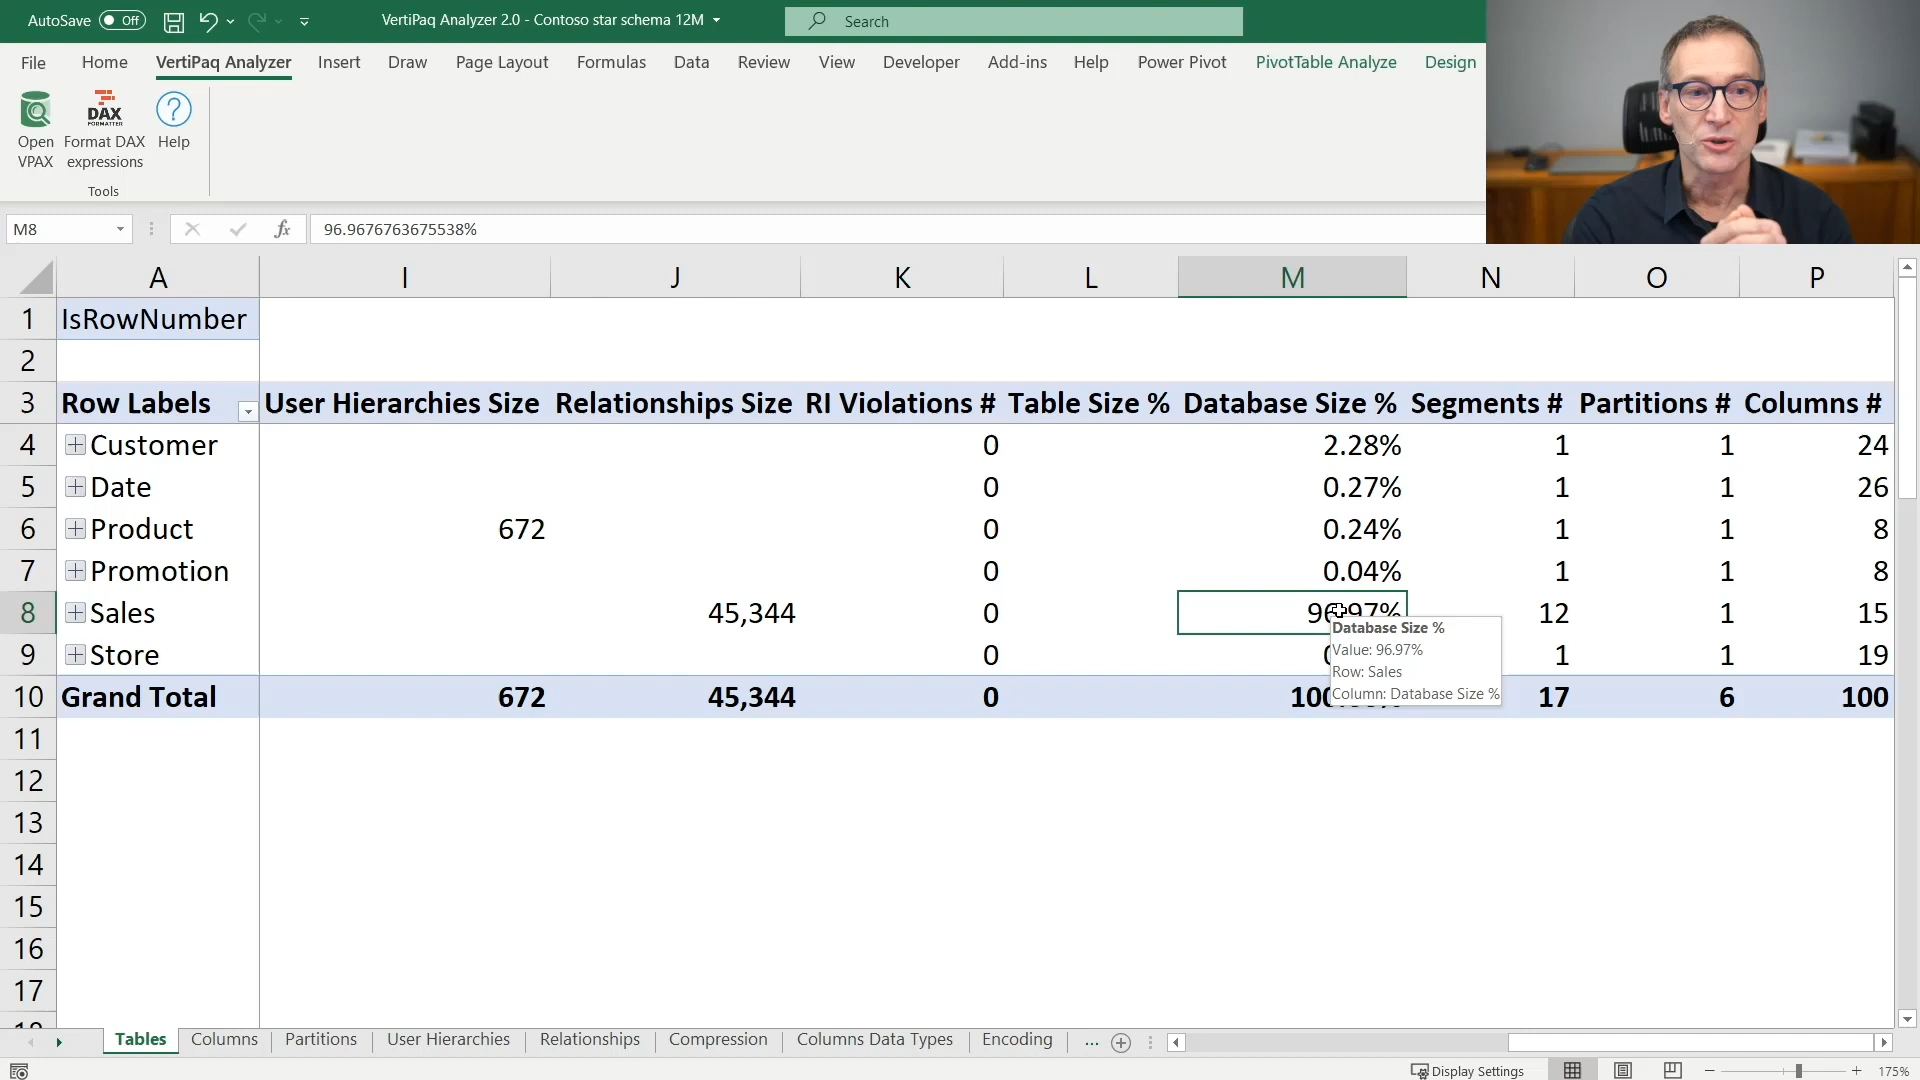 AutoSave Off VertiPaq Analyzer 2.0 - Contoso star schema 12M Search
File Home VertiPaq Analyzer Insert Draw Page Layout Formulas Data Review View Developer Add-ins Help Power Pivot PivotTable Analyze Design
Open VPAX
DAX FORMATTER
Format DAX expressions
Help
Tools
M8 fx 96.9676763675538%
A I J K L M N O P
1 IsRowNumber
2
3 Row Labels User Hierarchies Size Relationships Size RI Violations # Table Size % Database Size % Segments # Partitions # Columns #
4 Customer 0 2.28% 1 1 24
5 Date 0 0.27% 1 1 26
6 Product 672 0 0.24% 1 1 8
7 Promotion 0 0.04% 1 1 8
8 Sales 45,344 0 96.97% 12 1 15
9 Store 0 1 1 19
10 Grand Total 672 45,344 0 17 6 100
Database Size %
Value: 96.97%
Row: Sales
Column: Database Size %
11
12
13
14
15
16
17
Tables Columns Partitions User Hierarchies Relationships Compression Columns Data Types Encoding ...
Display Settings 175%